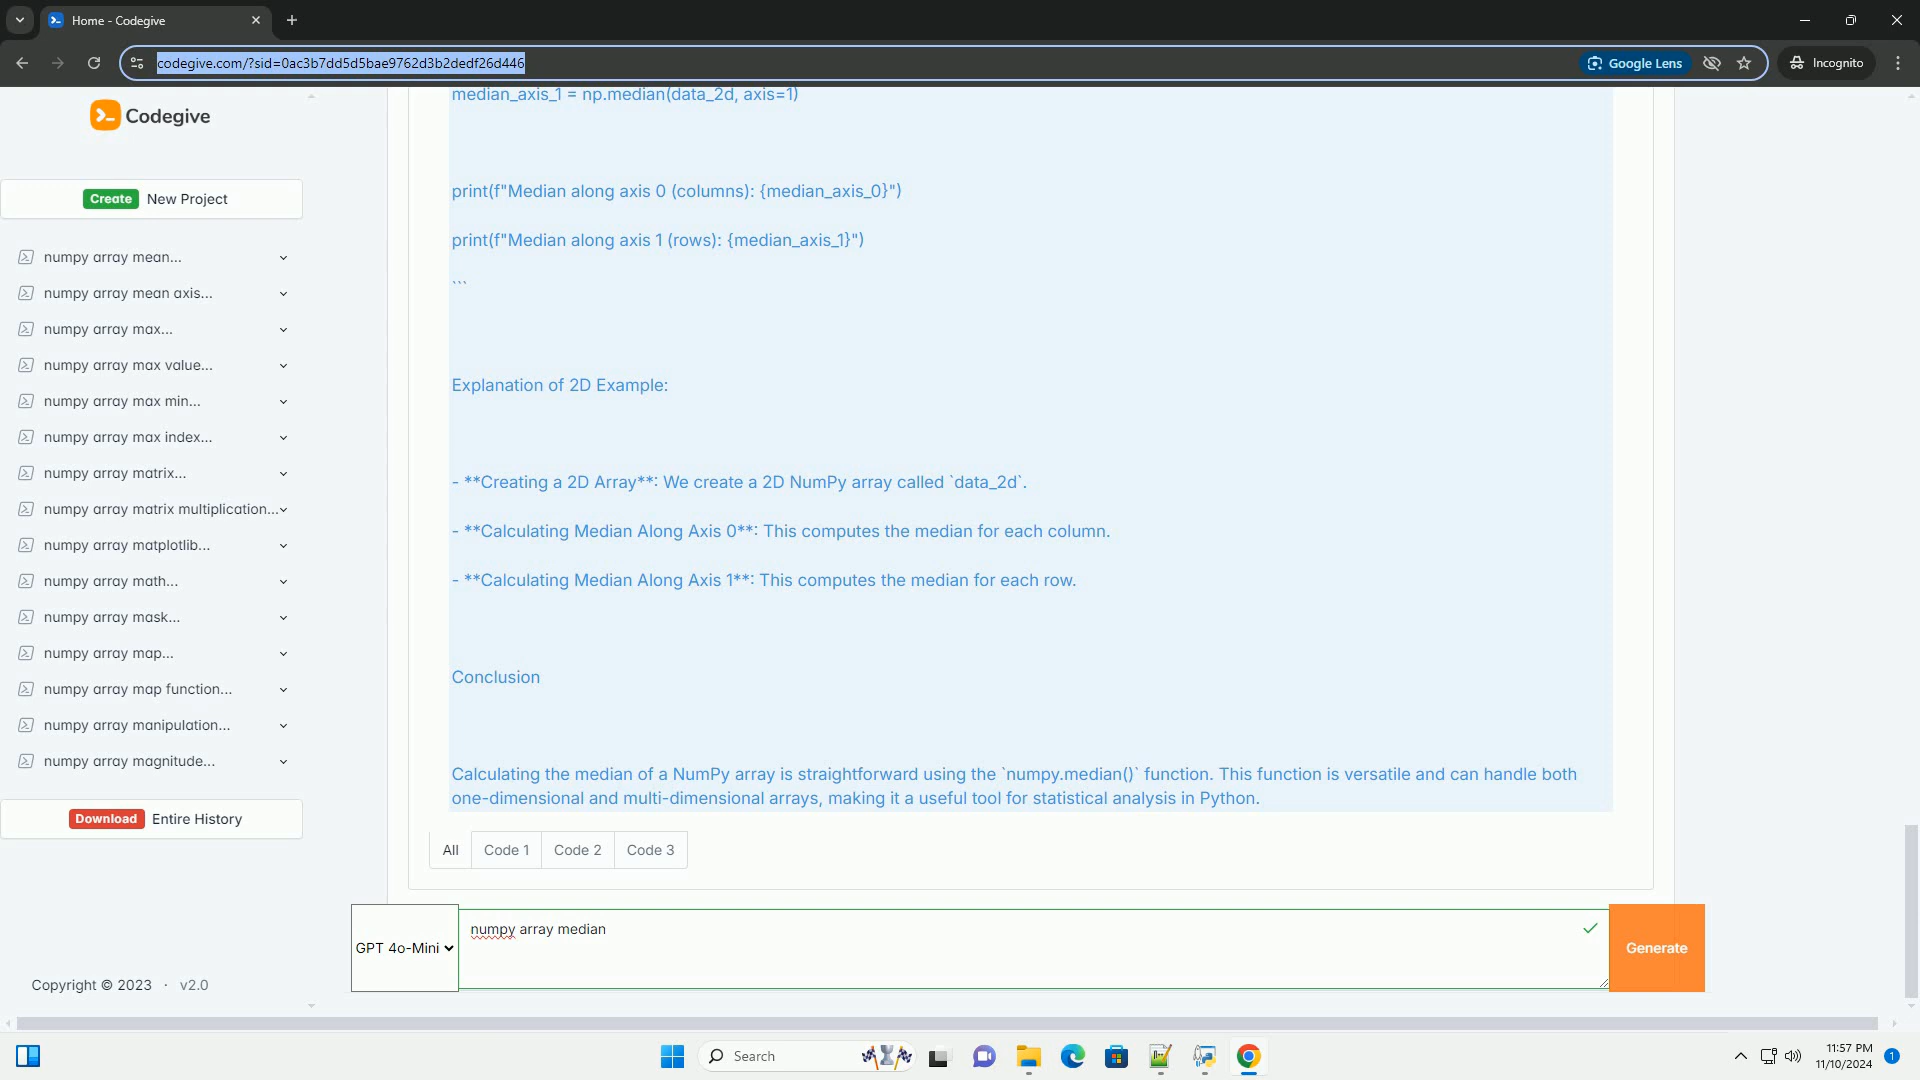 Home - Codegive
codegive.com/?sid=0ac3b7dd5d5bae9762d3b2dedf26d446
Google Lens
Incognito
Codegive
Create New Project
numpy array mean...
numpy array mean axis...
numpy array max...
numpy array max value...
numpy array max min...
numpy array max index...
numpy array matrix...
numpy array matrix multiplication...
numpy array matplotlib...
numpy array math...
numpy array mask...
numpy array map...
numpy array map function...
numpy array manipulation...
numpy array magnitude...
Download Entire History
Copyright © 2023 · v2.0
median_axis_1 = np.median(data_2d, axis=1)
print(f"Median along axis 0 (columns): {median_axis_0}")
print(f"Median along axis 1 (rows): {median_axis_1}")
```
Explanation of 2D Example:
- **Creating a 2D Array**: We create a 2D NumPy array called `data_2d`.
- **Calculating Median Along Axis 0**: This computes the median for each column.
- **Calculating Median Along Axis 1**: This computes the median for each row.
Conclusion
Calculating the median of a NumPy array is straightforward using the `numpy.median()` function. This function is versatile and can handle both
one-dimensional and multi-dimensional arrays, making it a useful tool for statistical analysis in Python.
All Code 1 Code 2 Code 3
GPT 4o-Mini
numpy array median
Generate
Search
11:57 PM
11/10/2024
1